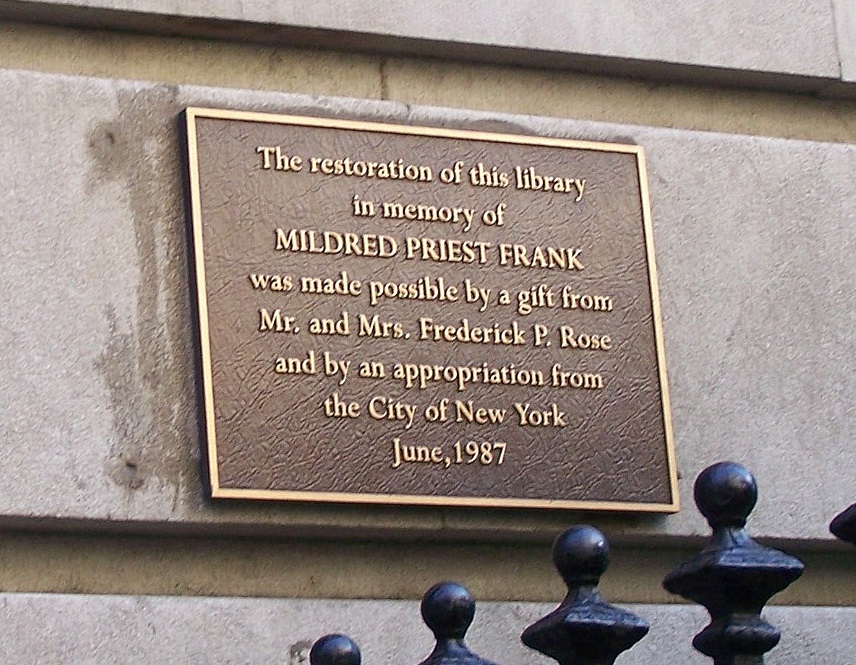 The restoration of this library
in memory of
MILDRED PRIEST FRANK
was made possible by a gift from
Mr. and Mrs. Frederick P. Rose
and by an appropriation from
the City of New York
June, 1987